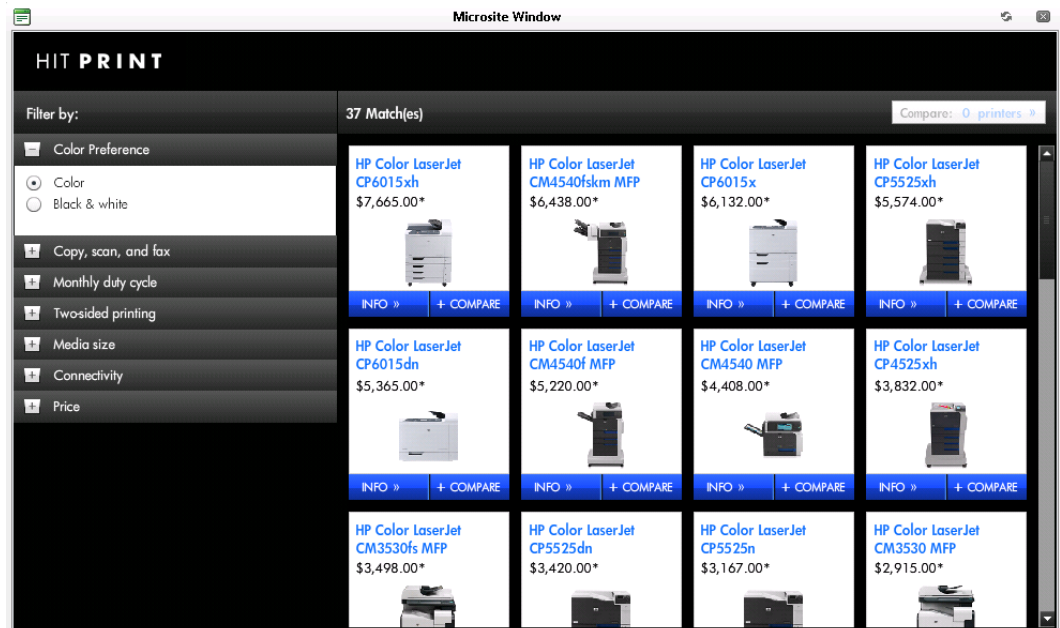 Microsite Window
HIT PRINT
Filter by:
Color Preference
Color
Black & white
Copy, scan, and fax
Monthly duty cycle
Two-sided printing
Media size
Connectivity
Price
37 Match(es)
Compare: 0 printers »
HP Color LaserJet
CP6015xh
$7,665.00*
INFO » + COMPARE
HP Color LaserJet
CM4540fskm MFP
$6,438.00*
INFO » + COMPARE
HP Color LaserJet
CP6015x
$6,132.00*
INFO » + COMPARE
HP Color LaserJet
CP5525xh
$5,574.00*
INFO » + COMPARE
HP Color LaserJet
CP6015dn
$5,365.00*
INFO » + COMPARE
HP Color LaserJet
CM4540f MFP
$5,220.00*
INFO » + COMPARE
HP Color LaserJet
CM4540 MFP
$4,408.00*
INFO » + COMPARE
HP Color LaserJet
CP4525xh
$3,832.00*
INFO » + COMPARE
HP Color LaserJet
CM3530fs MFP
$3,498.00*
HP Color LaserJet
CP5525dn
$3,420.00*
HP Color LaserJet
CP5525n
$3,167.00*
HP Color LaserJet
CM3530 MFP
$2,915.00*